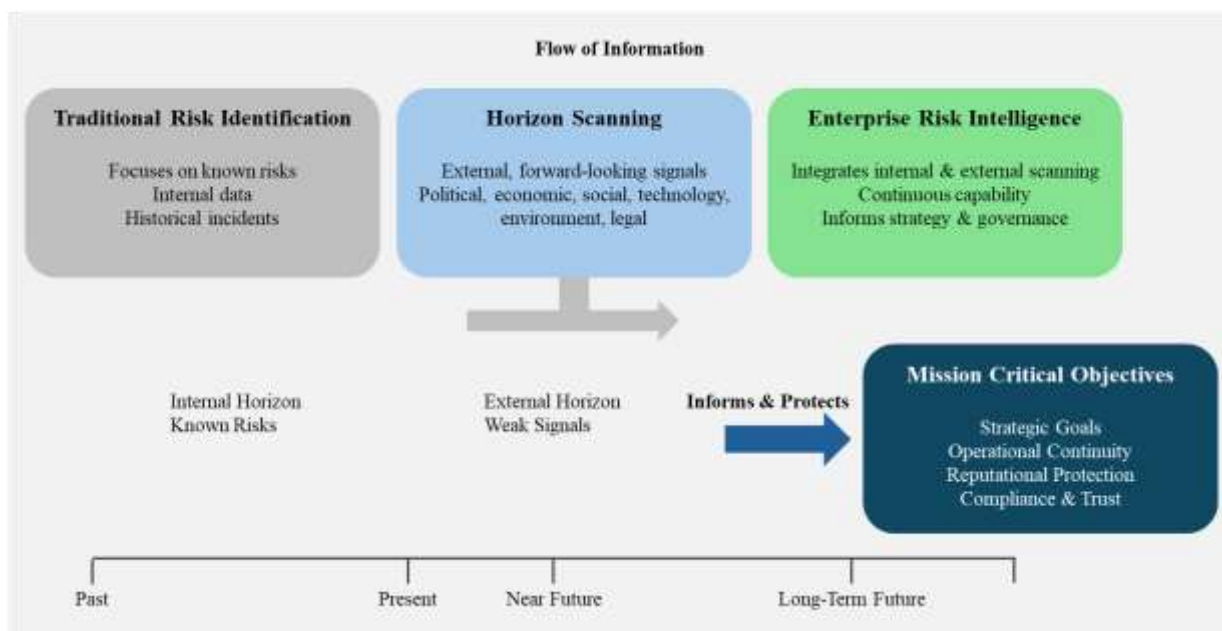 Flow of Information
Traditional Risk Identification
Focuses on known risks
Internal data
Historical incidents
Horizon Scanning
External, forward-looking signals
Political, economic, social, technology,
environment, legal
Enterprise Risk Intelligence
Integrates internal & external scanning
Continuous capability
Informs strategy & governance
Internal Horizon
Known Risks
External Horizon
Weak Signals
Informs & Protects
Mission Critical Objectives
Strategic Goals
Operational Continuity
Reputational Protection
Compliance & Trust
Past
Present
Near Future
Long-Term Future